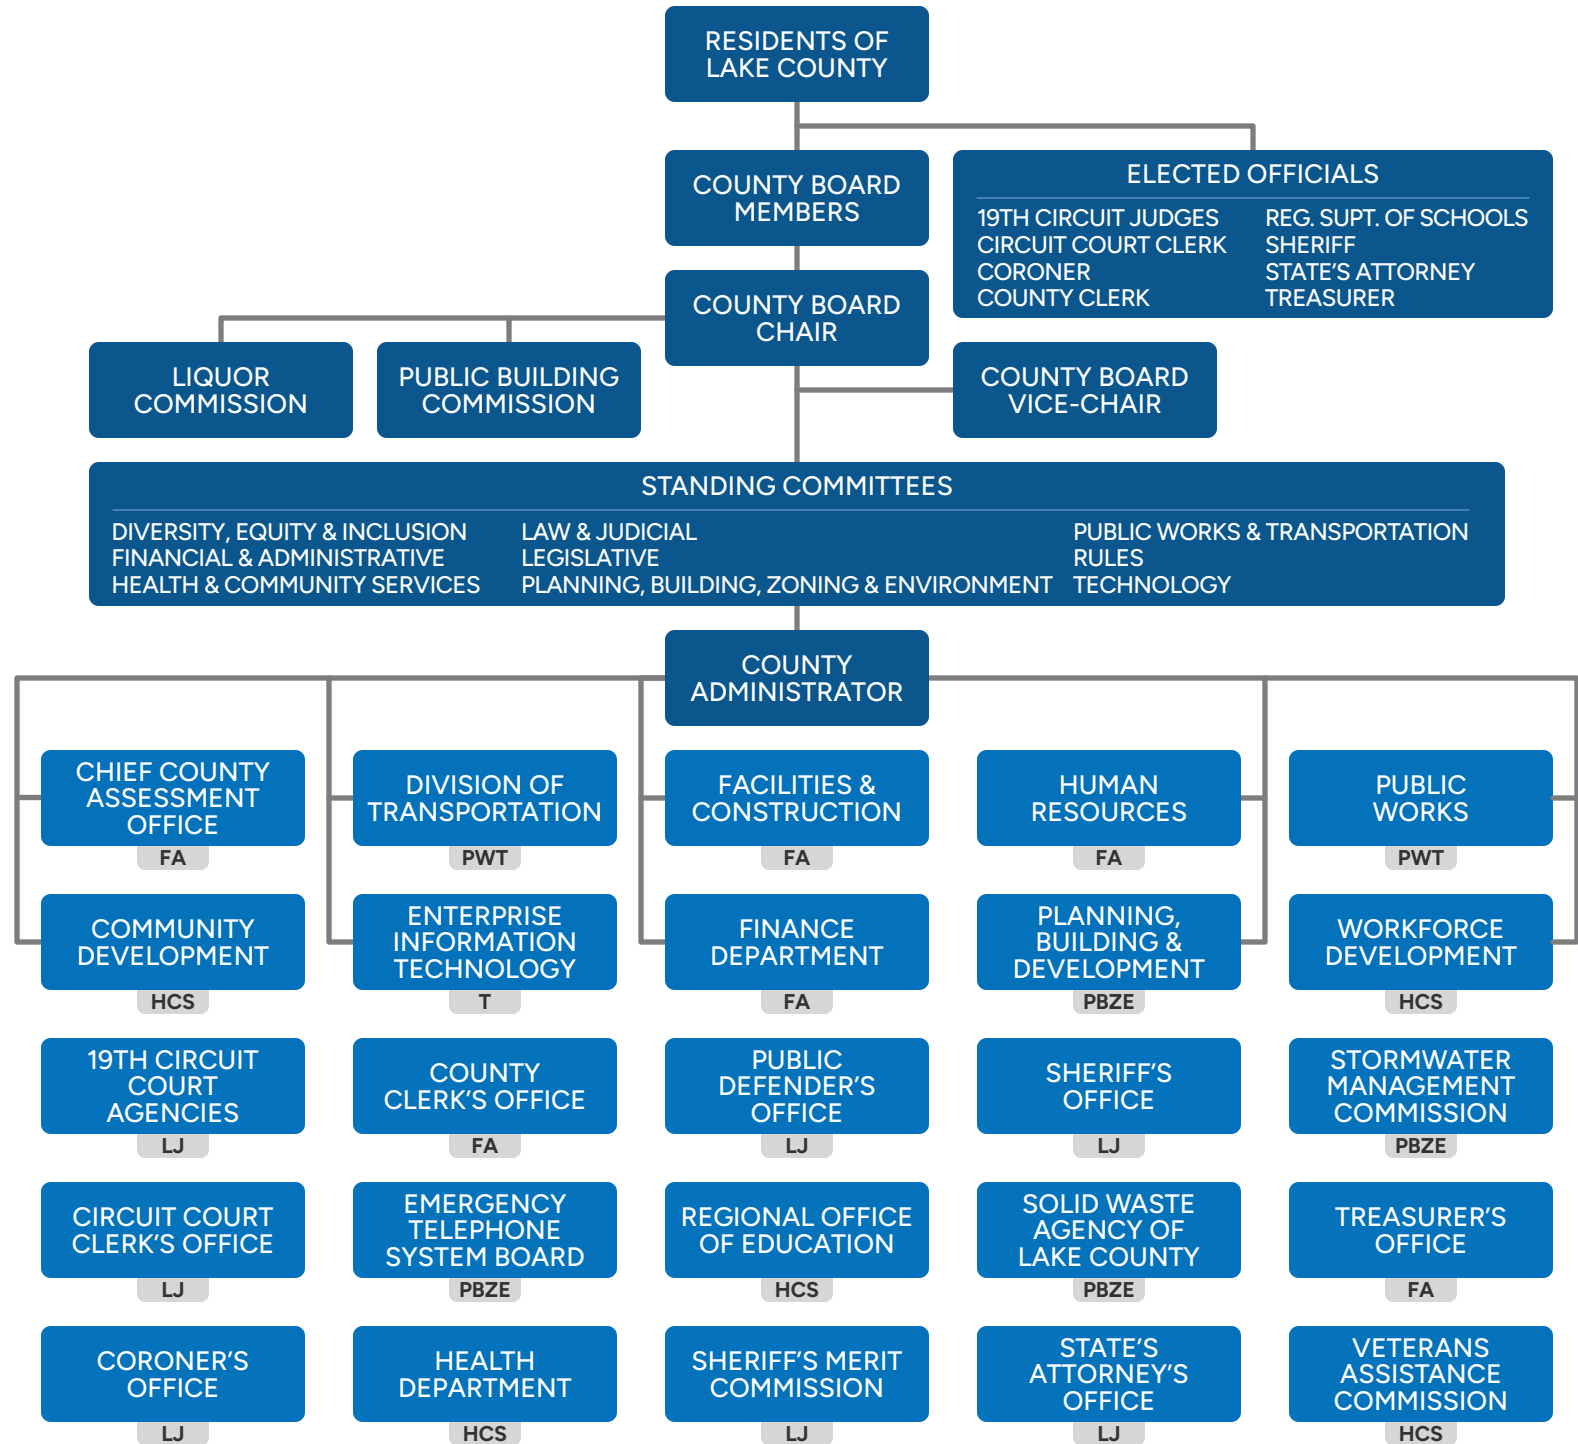 RESIDENTS OF
LAKE COUNTY
COUNTY BOARD
MEMBERS
ELECTED OFFICIALS
19TH CIRCUIT JUDGES
CIRCUIT COURT CLERK
CORONER
COUNTY CLERK
REG. SUPT. OF SCHOOLS
SHERIFF
STATE’S ATTORNEY
TREASURER
COUNTY BOARD
CHAIR
LIQUOR
COMMISSION
PUBLIC BUILDING
COMMISSION
COUNTY BOARD
VICE-CHAIR
STANDING COMMITTEES
DIVERSITY, EQUITY & INCLUSION
FINANCIAL & ADMINISTRATIVE
HEALTH & COMMUNITY SERVICES
LAW & JUDICIAL
LEGISLATIVE
PLANNING, BUILDING, ZONING & ENVIRONMENT
PUBLIC WORKS & TRANSPORTATION
RULES
TECHNOLOGY
COUNTY
ADMINISTRATOR
CHIEF COUNTY
ASSESSMENT
OFFICE
FA
DIVISION OF
TRANSPORTATION
PWT
FACILITIES &
CONSTRUCTION
FA
HUMAN
RESOURCES
FA
PUBLIC
WORKS
PWT
COMMUNITY
DEVELOPMENT
HCS
ENTERPRISE
INFORMATION
TECHNOLOGY
T
FINANCE
DEPARTMENT
FA
PLANNING,
BUILDING &
DEVELOPMENT
PBZE
WORKFORCE
DEVELOPMENT
HCS
19TH CIRCUIT
COURT
AGENCIES
LJ
COUNTY
CLERK’S OFFICE
FA
PUBLIC
DEFENDER’S
OFFICE
LJ
SHERIFF’S
OFFICE
LJ
STORMWATER
MANAGEMENT
COMMISSION
PBZE
CIRCUIT COURT
CLERK’S OFFICE
LJ
EMERGENCY
TELEPHONE
SYSTEM BOARD
PBZE
REGIONAL OFFICE
OF EDUCATION
HCS
SOLID WASTE
AGENCY OF
LAKE COUNTY
PBZE
TREASURER’S
OFFICE
FA
CORONER’S
OFFICE
LJ
HEALTH
DEPARTMENT
HCS
SHERIFF’S MERIT
COMMISSION
LJ
STATE’S
ATTORNEY’S
OFFICE
LJ
VETERANS
ASSISTANCE
COMMISSION
HCS